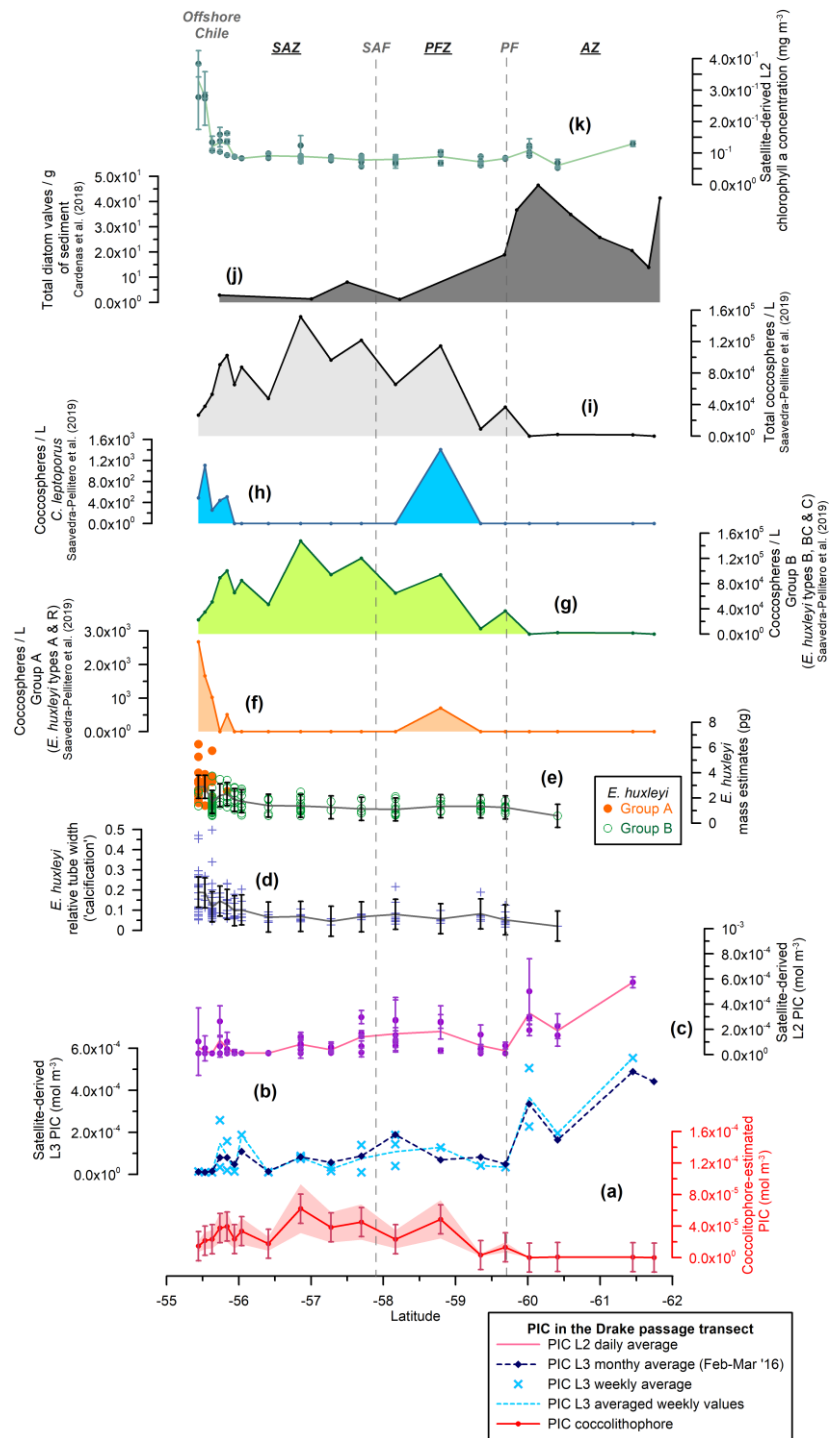 Offshore
Chile
SAZ
SAF
PFZ
PF
AZ
4.0x10⁻¹
3.0x10⁻¹
2.0x10⁻¹
10⁻¹
0.0x10⁰
Satellite-derived L2
chlorophyll a concentration (mg m⁻³)
(k)
Total diatom valves / g
of sediment
Cardenas et al. (2018)
5.0x10¹
4.0x10¹
3.0x10¹
2.0x10¹
10¹
0.0x10⁰
(j)
1.6x10⁵
1.2x10⁵
8.0x10⁴
4.0x10⁴
0.0x10⁰
Total coccospheres / L
Saavedra-Pellitero et al. (2019)
(i)
Coccospheres / L
C. leptoporus
Saavedra-Pellitero et al. (2019)
1.6x10³
1.2x10³
8.0x10²
4.0x10²
0.0x10⁰
(h)
1.6x10⁵
1.2x10⁵
8.0x10⁴
4.0x10⁴
0.0x10⁰
Coccospheres / L
Group B
(E. huxleyi types B, BC & C)
Saavedra-Pellitero et al. (2019)
(g)
Coccospheres / L
Group A
(E. huxleyi types A & R)
Saavedra-Pellitero et al. (2019)
3.0x10³
10³
0.0x10⁰
(f)
8
6
4
2
0
E. huxleyi
mass estimates (pg)
(e)
E. huxleyi
Group A
Group B
E. huxleyi
relative tube width
('calcification')
0.5
0.4
0.3
0.2
0.1
0
(d)
10⁻³
8.0x10⁻⁴
6.0x10⁻⁴
4.0x10⁻⁴
2.0x10⁻⁴
0.0x10⁰
Satellite-derived
L2 PIC (mol m⁻³)
(c)
Satellite-derived
L3 PIC (mol m⁻³)
6.0x10⁻⁴
4.0x10⁻⁴
2.0x10⁻⁴
0.0x10⁰
(b)
1.6x10⁻⁴
1.2x10⁻⁴
8.0x10⁻⁵
4.0x10⁻⁵
0.0x10⁰
Coccolitophore-estimated
PIC (mol m⁻³)
(a)
-55
-56
-57
-58
-59
-60
-61
-62
Latitude
PIC in the Drake passage transect
PIC L2 daily average
PIC L3 monthy average (Feb-Mar '16)
PIC L3 weekly average
PIC L3 averaged weekly values
PIC coccolithophore